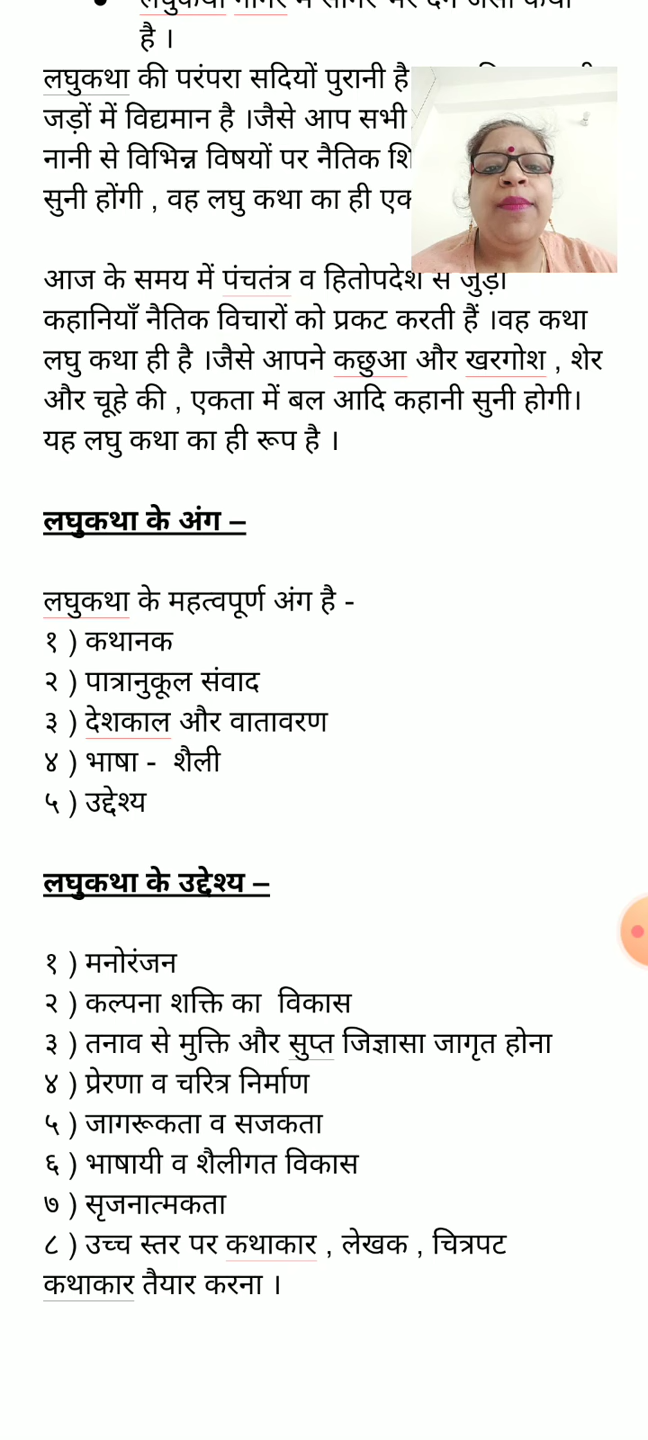 है ।
लघुकथा की परंपरा सदियों पुरानी है
जड़ों में विद्यमान है ।जैसे आप सभी
नानी से विभिन्न विषयों पर नैतिक
सुनी होंगी , वह लघु कथा का ही
आज के समय में पंचतंत्र व हितोपदेश से जुड़ी
कहानियाँ नैतिक विचारों को प्रकट करती हैं ।वह कथा
लघु कथा ही है ।जैसे आपने कछुआ और खरगोश , शेर
और चूहे की , एकता में बल आदि कहानी सुनी होगी।
यह लघु कथा का ही रूप है ।
लघुकथा के अंग –
लघुकथा के महत्वपूर्ण अंग है -
१ ) कथानक
२ ) पात्रानुकूल संवाद
३ ) देशकाल और वातावरण
४ ) भाषा - शैली
५ ) उद्देश्य
लघुकथा के उद्देश्य –
१ ) मनोरंजन
२ ) कल्पना शक्ति का विकास
३ ) तनाव से मुक्ति और सुप्त जिज्ञासा जागृत होना
४ ) प्रेरणा व चरित्र निर्माण
५ ) जागरूकता व सजकता
६ ) भाषायी व शैलीगत विकास
७ ) सृजनात्मकता
८ ) उच्च स्तर पर कथाकार , लेखक , चित्रपट
कथाकार तैयार करना ।